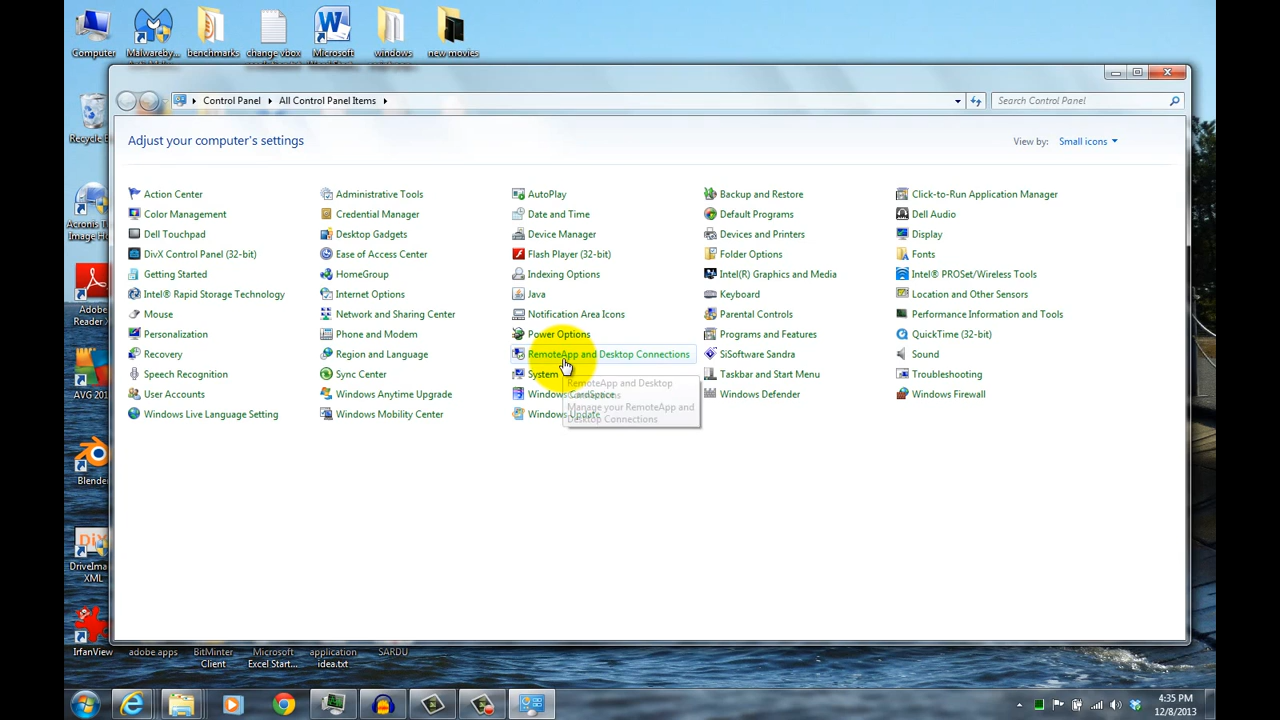 Computer
Malwareby...
benchmarks
change vbox
Microsoft
windows
new movies
Control Panel
All Control Panel Items
Search Control Panel
Adjust your computer's settings
View by:
Small icons
Action Center
Administrative Tools
AutoPlay
Backup and Restore
Click-to-Run Application Manager
Color Management
Credential Manager
Date and Time
Default Programs
Dell Audio
Dell Touchpad
Desktop Gadgets
Device Manager
Devices and Printers
Display
DivX Control Panel (32-bit)
Ease of Access Center
Flash Player (32-bit)
Folder Options
Fonts
Getting Started
HomeGroup
Indexing Options
Intel(R) Graphics and Media
Intel® PROSet/Wireless Tools
Intel® Rapid Storage Technology
Internet Options
Java
Keyboard
Location and Other Sensors
Mouse
Network and Sharing Center
Notification Area Icons
Parental Controls
Performance Information and Tools
Personalization
Phone and Modem
Power Options
Programs and Features
QuickTime (32-bit)
Recovery
Region and Language
RemoteApp and Desktop Connections
SiSoftware Sandra
Sound
Speech Recognition
Sync Center
System
Taskbar and Start Menu
Troubleshooting
User Accounts
Windows Anytime Upgrade
Windows CardSpace
Windows Defender
Windows Firewall
Windows Live Language Setting
Windows Mobility Center
Windows Update
RemoteApp and Desktop
Connections
Manage your RemoteApp and
Desktop Connections
Recycle
Acronis
Image
Adobe
Reader
AVG 201
Blender
DriveImage
XML
IrfanView
adobe apps
BitMinter
Client
Microsoft
Excel Start...
application
idea.txt
SARDU
4:35 PM
12/8/2013